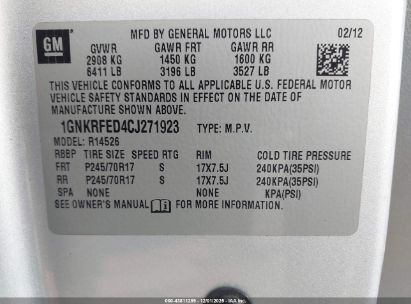 GM
MFD BY GENERAL MOTORS LLC
02/12
GVWR GAWR FRT GAWR RR
2908 KG 1450 KG 1600 KG
6411 LB 3196 LB 3527 LB
THIS VEHICLE CONFORMS TO ALL APPLICABLE U.S. FEDERAL MOTOR
VEHICLE SAFETY STANDARDS IN EFFECT ON THE DATE OF
MANUFACTURE SHOWN ABOVE.
1GNKRFED4CJ271923 TYPE: M.P.V.
MODEL: R14526
RBBP TIRE SIZE SPEED RTG RIM COLD TIRE PRESSURE
FRT P245/70R17 S 17X7.5J 240KPA(35PSI)
RR P245/70R17 S 17X7.5J 240KPA(35PSI)
SPA NONE NONE KPA(PSI)
SEE OWNER'S MANUAL FOR MORE INFORMATION
12/01/2025